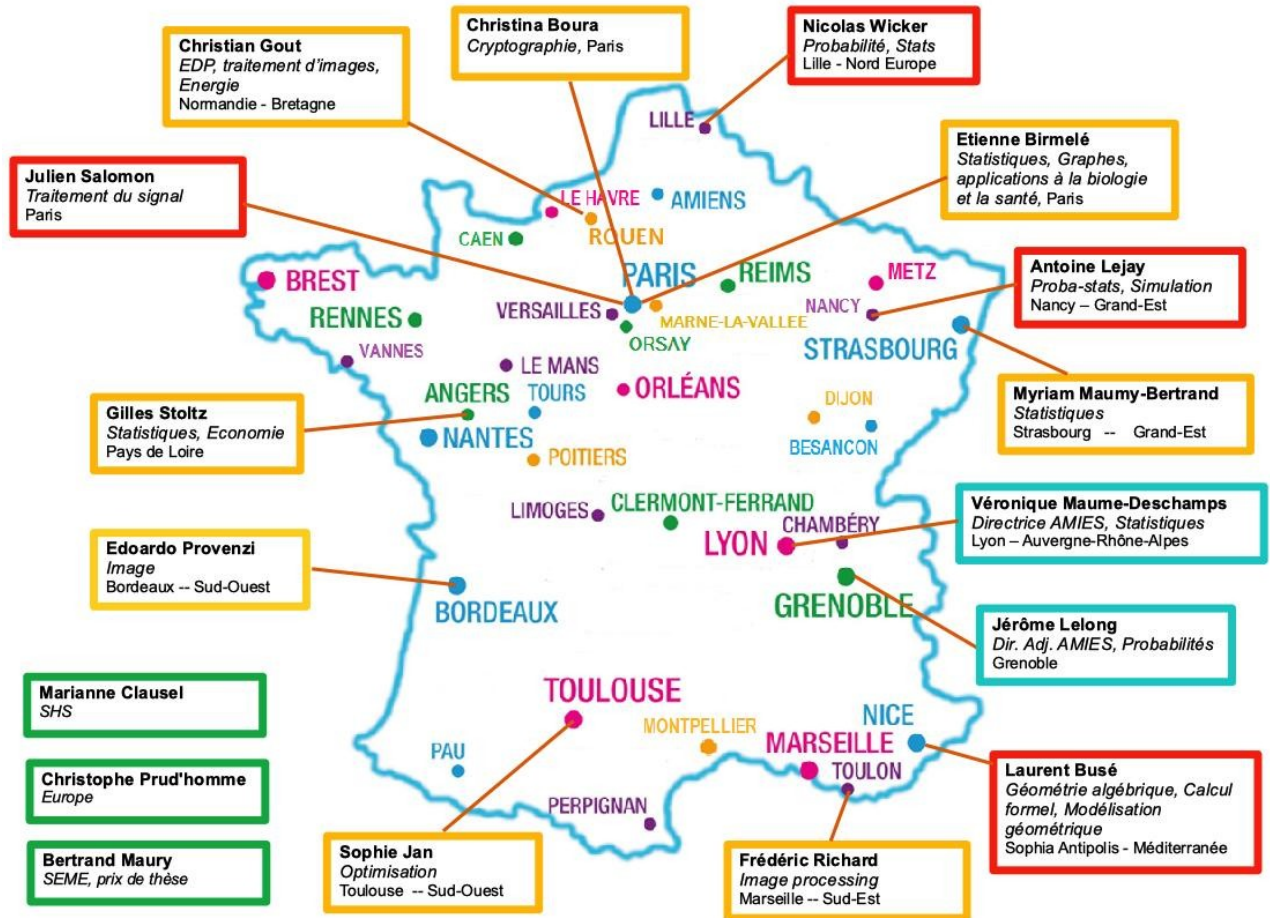 Christian Gout
EDP, traitement d'images,
Energie
Normandie - Bretagne
Christina Boura
Cryptographie, Paris
Nicolas Wicker
Probabilité, Stats
Lille - Nord Europe
Julien Salomon
Traitement du signal
Paris
Etienne Birmelé
Statistiques, Graphes,
applications à la biologie
et la santé, Paris
LILLE
LE HAVRE
AMIENS
CAEN
ROUEN
BREST
PARIS
REIMS
METZ
Antoine Lejay
Proba-stats, Simulation
Nancy – Grand-Est
RENNES
VERSAILLES
MARNE-LA-VALLEE
NANCY
ORSAY
STRASBOURG
VANNES
LE MANS
ANGERS
TOURS
ORLÉANS
DIJON
Myriam Maumy-Bertrand
Statistiques
Strasbourg -- Grand-Est
Gilles Stoltz
Statistiques, Economie
Pays de Loire
NANTES
BESANCON
POITIERS
LIMOGES
CLERMONT-FERRAND
CHAMBÉRY
LYON
Véronique Maume-Deschamps
Directrice AMIES, Statistiques
Lyon – Auvergne-Rhône-Alpes
Edoardo Provenzi
Image
Bordeaux -- Sud-Ouest
BORDEAUX
GRENOBLE
Jérôme Lelong
Dir. Adj. AMIES, Probabilités
Grenoble
Marianne Clausel
SHS
TOULOUSE
MONTPELLIER
NICE
MARSEILLE
PAU
TOULON
Christophe Prud'homme
Europe
PERPIGNAN
Laurent Busé
Géométrie algébrique, Calcul
formel, Modélisation
géométrique
Sophia Antipolis - Méditerranée
Bertrand Maury
SEME, prix de thèse
Sophie Jan
Optimisation
Toulouse -- Sud-Ouest
Frédéric Richard
Image processing
Marseille -- Sud-Est